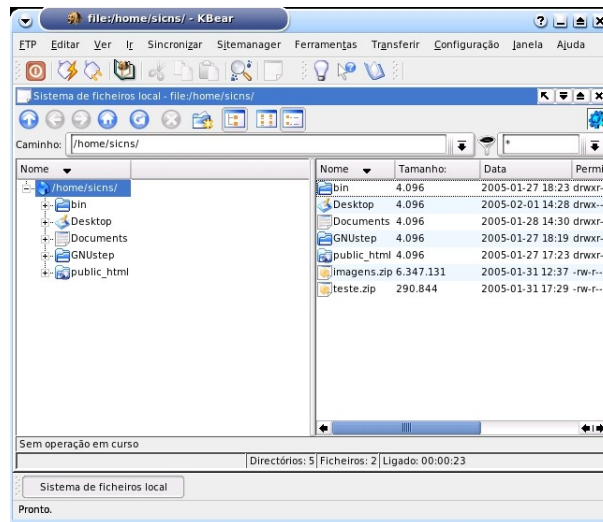 file:/home/sicns/ - KBear
FTP Editar Ver Ir Sincronizar Sitemanager Ferramentas Transferir Configuração Janela Ajuda
Sistema de ficheiros local - file:/home/sicns/
Caminho: /home/sicns/ *
Nome Nome Tamanho: Data Permi
/home/sicns/ bin 4.096 2005-01-27 18:23 drwxr-
bin Desktop 4.096 2005-02-01 14:28 drwx--
Desktop Documents 4.096 2005-01-28 14:30 drwxr-
Documents GNUstep 4.096 2005-01-27 18:19 drwxr-
GNUstep public_html 4.096 2005-01-27 17:23 drwxr-
public_html imagens.zip 6.347.131 2005-01-31 12:37 -rw-r--
teste.zip 290.844 2005-01-31 17:29 -rw-r--
Sem operação em curso
Directórios: 5 Ficheiros: 2 Ligado: 00:00:23
Sistema de ficheiros local
Pronto.